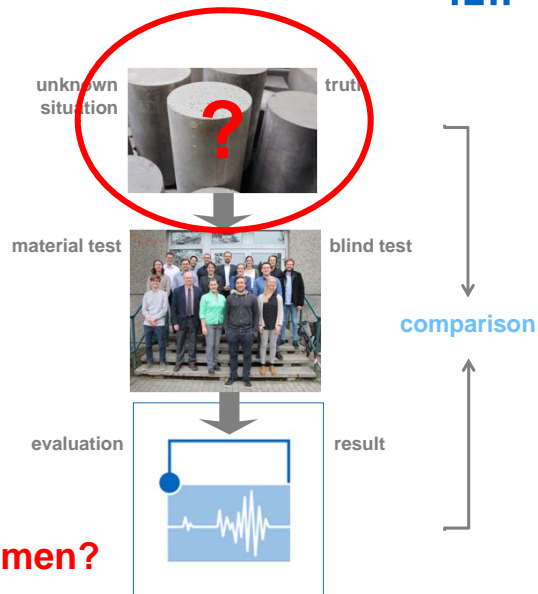 unknown
situation
truth
?
material test
blind test
comparison
evaluation
result
men?